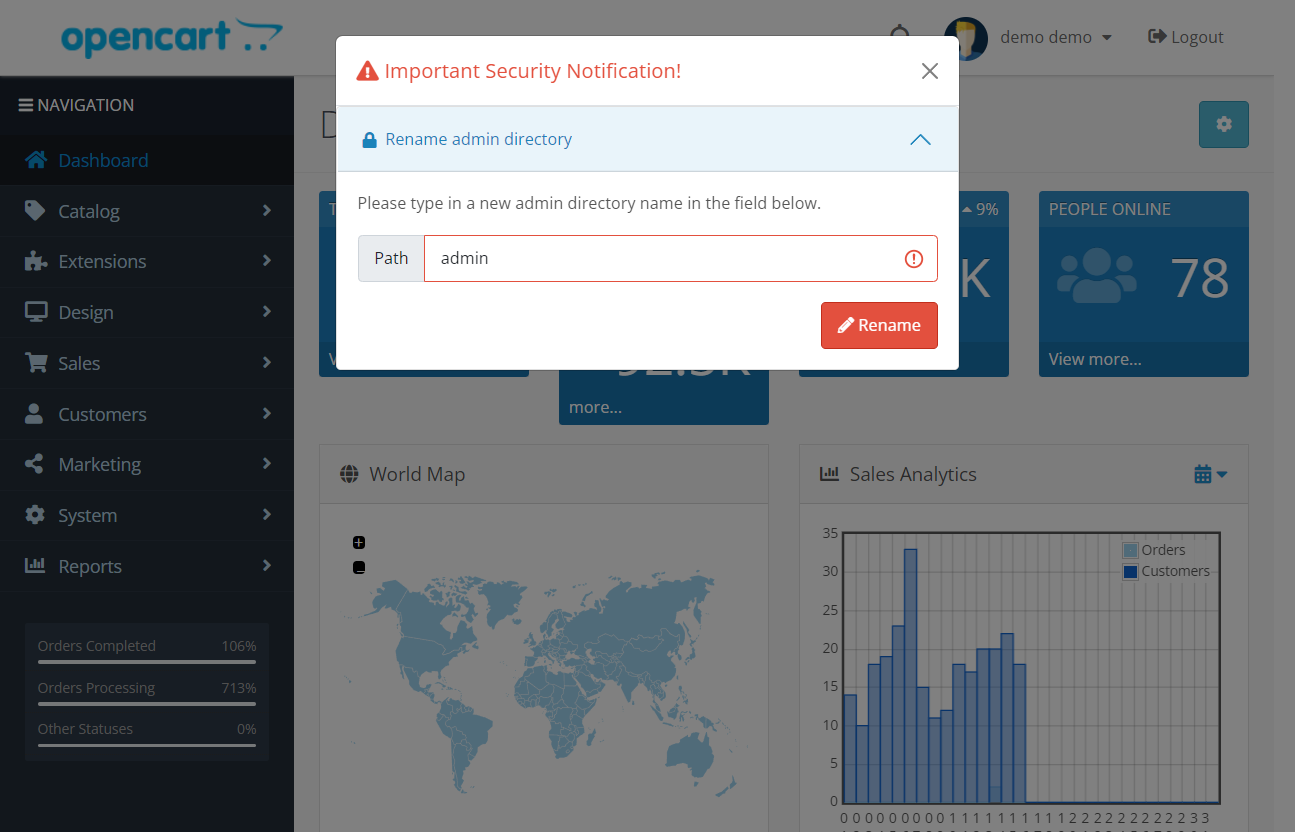 opencart
demo demo
Logout
Important Security Notification!
NAVIGATION
Rename admin directory
Dashboard
Catalog
Extensions
Design
Sales
Customers
Marketing
System
Reports
Please type in a new admin directory name in the field below.
Path admin
Rename
9%
K
PEOPLE ONLINE
78
View more...
more...
World Map
Sales Analytics
Orders
Customers
35
30
25
20
15
10
5
0
Orders Completed 106%
Orders Processing 713%
Other Statuses 0%